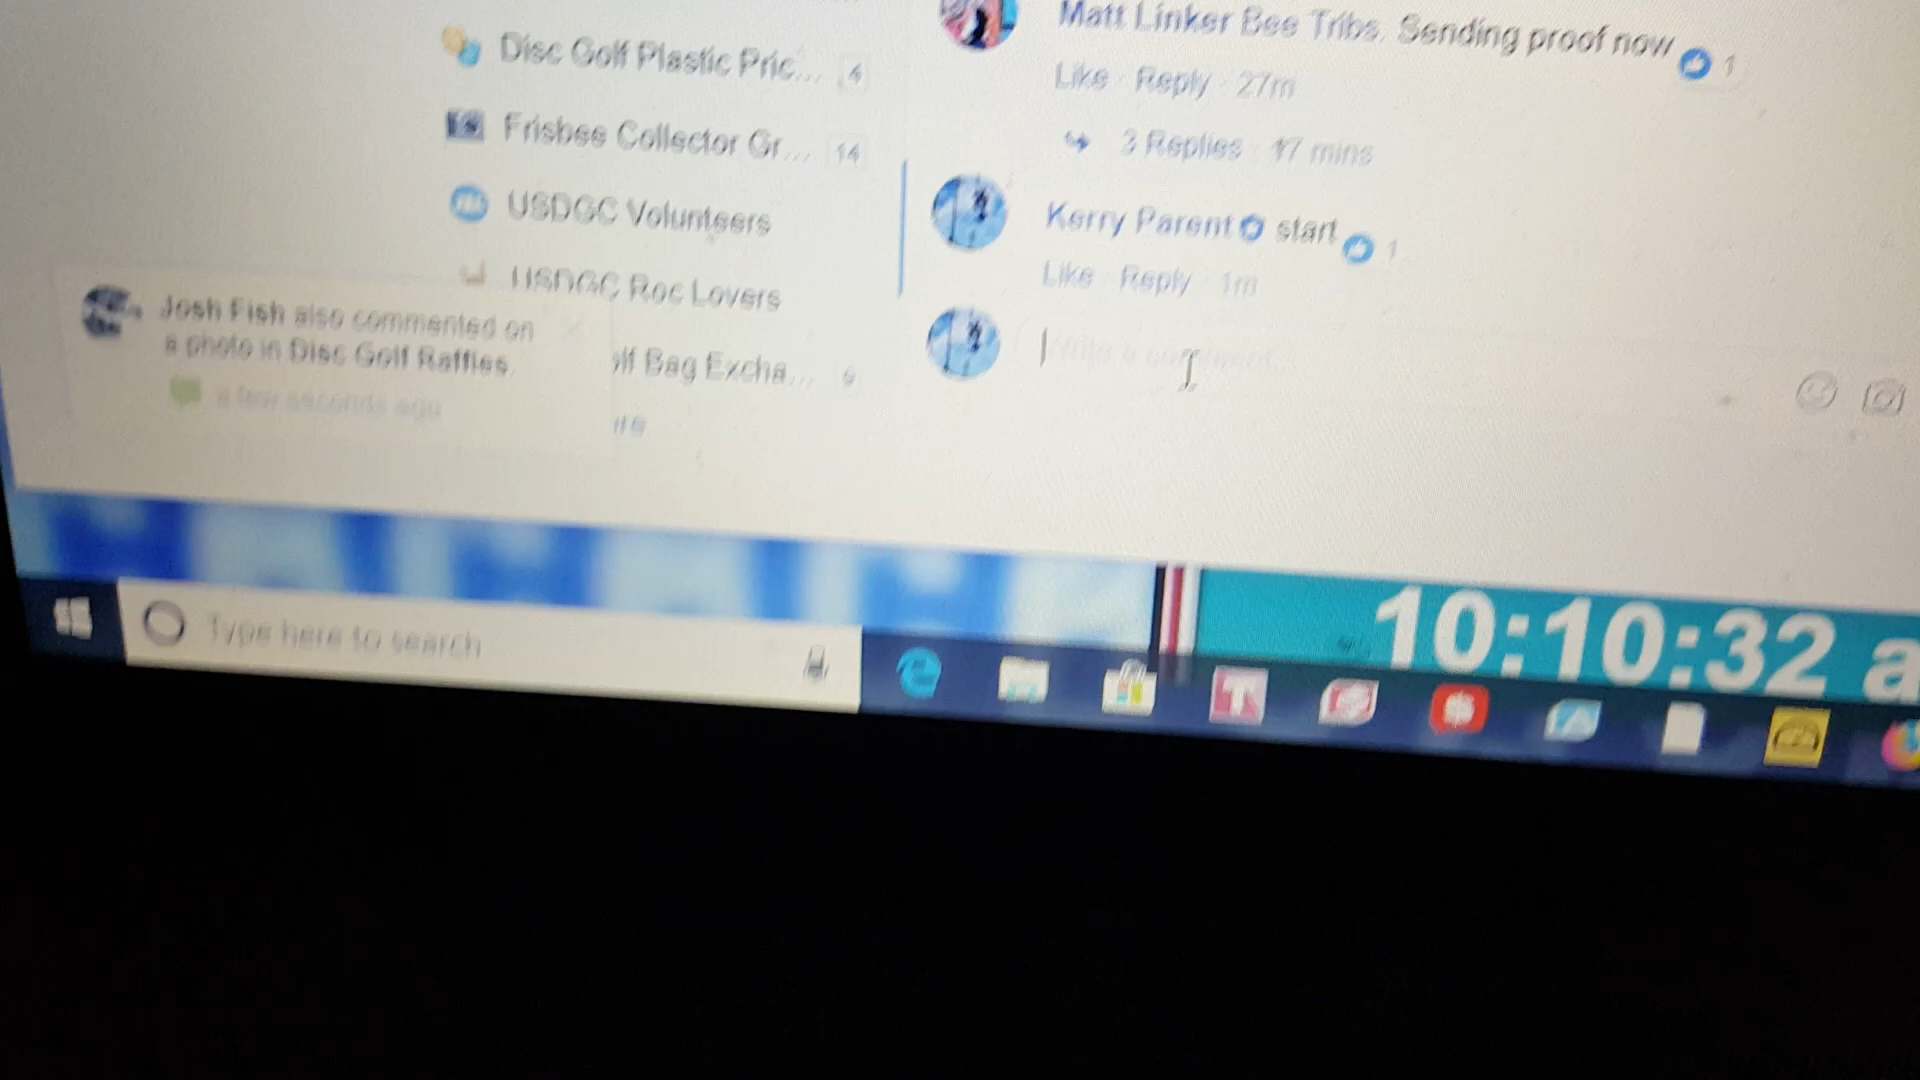 Disc Golf Plastic Pric... 4
Frisbee Collector Gr... 14
USDGC Volunteers
USDGC Roc Lovers
olf Bag Excha...
Josh Fish also commented on
a photo in Disc Golf Raffles.
a few seconds ago
Matt Linker Bee Tribs. Sending proof now 1
Like · Reply · 27m
3 Replies · 17 mins
Kerry Parent start 1
Like · Reply · 1m
Write a comment...
Type here to search
10:10:32 a